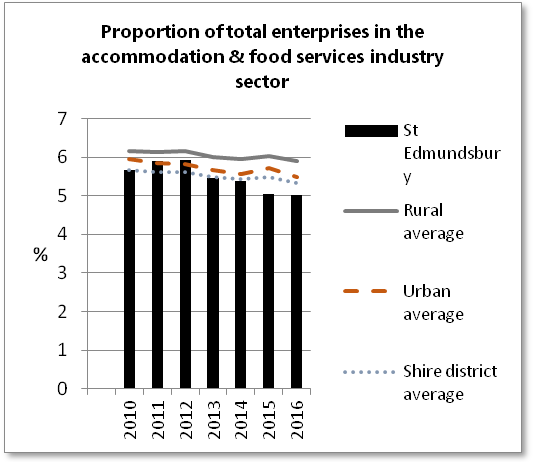 Proportion of total enterprises in the
accommodation & food services industry
sector
7
6
5
4
3
2
1
0
%
2010
2011
2012
2013
2014
2015
2016
St
Edmundsbur
y
Rural
average
Urban
average
Shire district
average